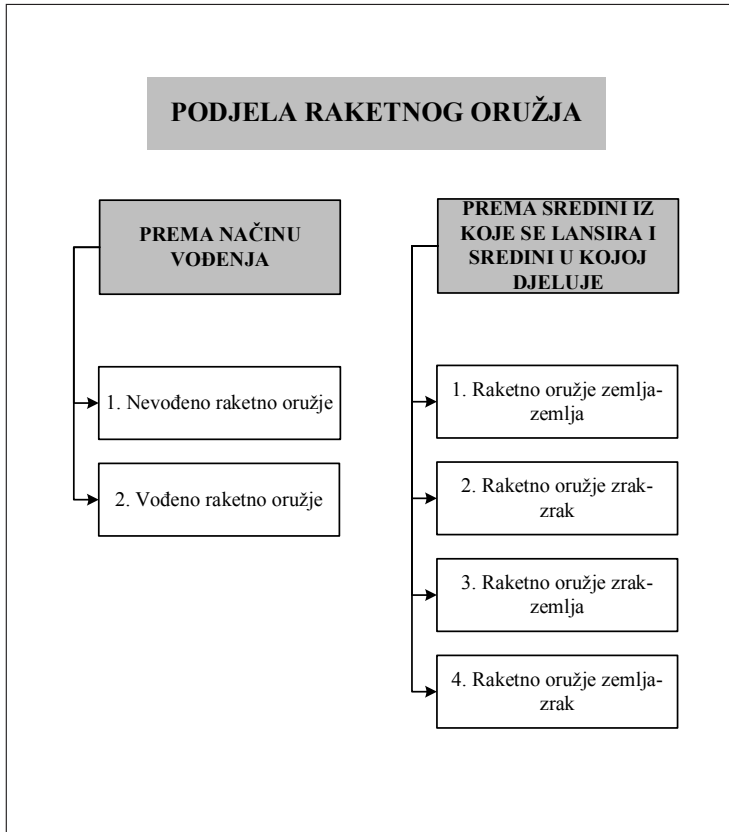 PODJELA RAKETNOG ORUŽJA
PREMA NAČINU
VOĐENJA
1. Nevođeno raketno oružje
2. Vođeno raketno oružje
PREMA SREDINI IZ
KOJE SE LANSIRA I
SREDINI U KOJOJ
DJELUJE
1. Raketno oružje zemlja-
zemlja
2. Raketno oružje zrak-
zrak
3. Raketno oružje zrak-
zemlja
4. Raketno oružje zemlja-
zrak